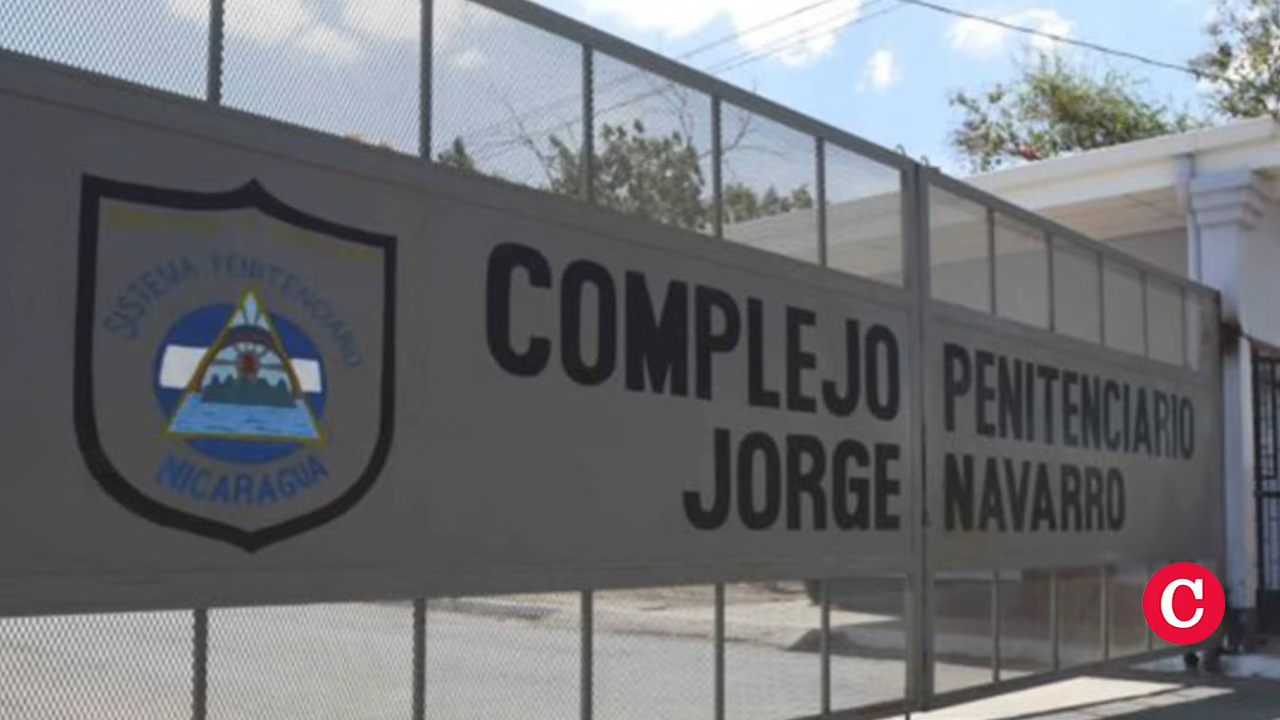 SISTEMA PENITENCIARIO
NICARAGUA
COMPLEJO PENITENCIARIO
JORGE NAVARRO
C